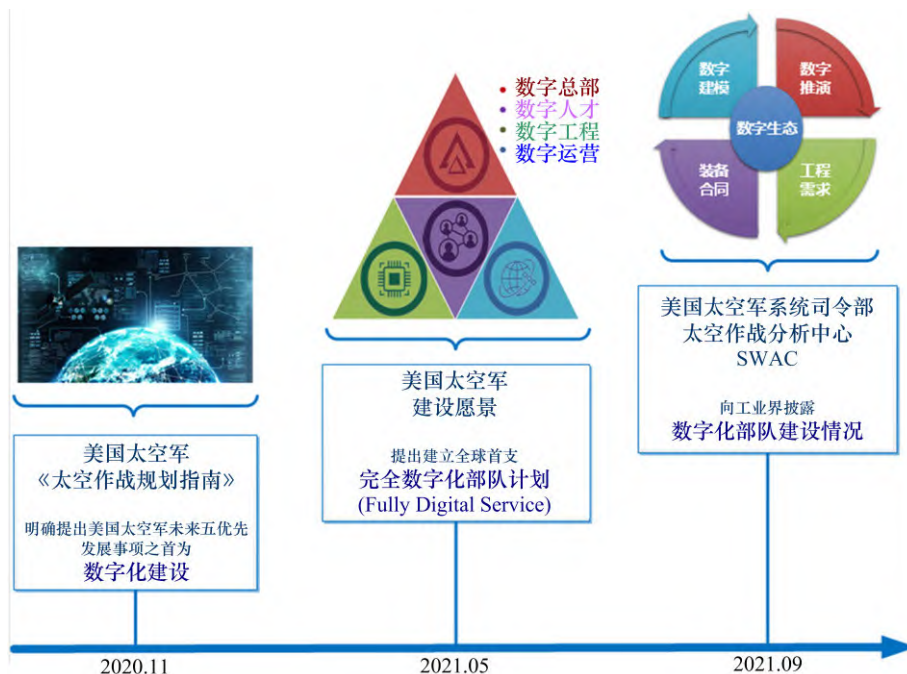 数字总部
数字人才
数字工程
数字运营
数字
建模
数字
推演
数字生态
装备
合同
工程
需求
美国太空军
《太空作战规划指南》
明确提出美国太空军未来五优先
发展事项之首为
数字化建设
美国太空军
建设愿景
提出建立全球首支
完全数字化部队计划
(Fully Digital Service)
美国太空军系统司令部
太空作战分析中心
SWAC
向工业界披露
数字化部队建设情况
2020.11
2021.05
2021.09